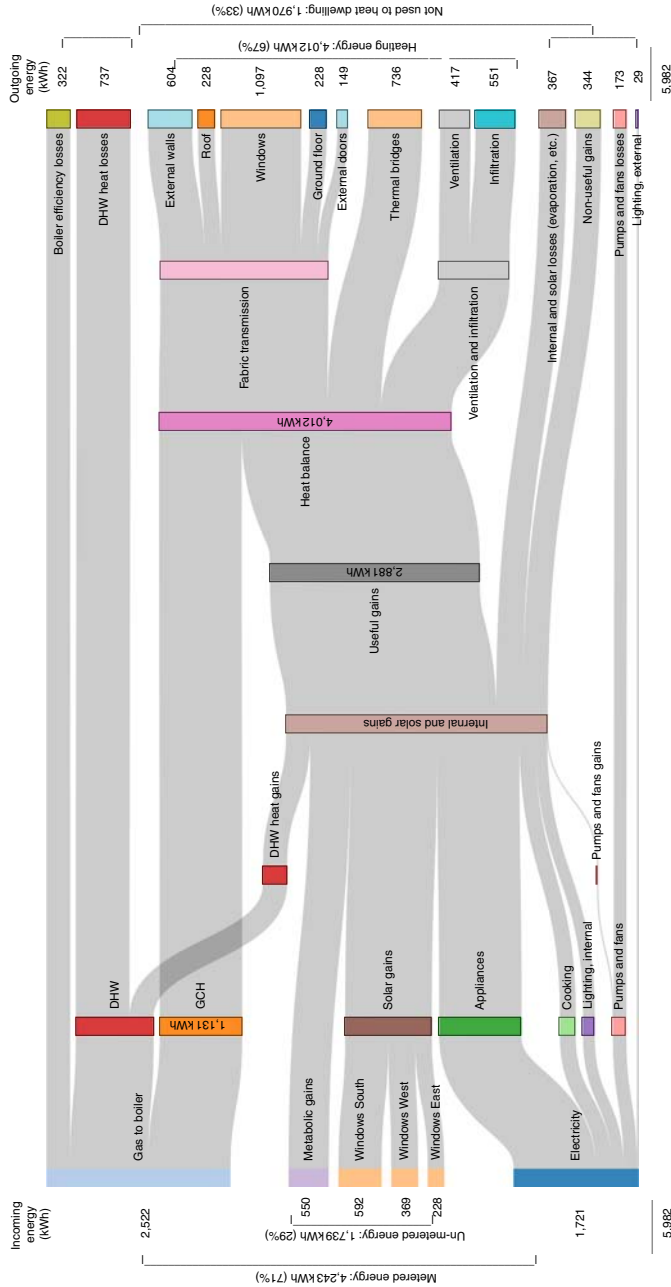 Outgoing
energy
(kWh)
322
737
604
228
1,097
228
149
736
417
551
367
344
173
29
5.982
Heating energy: 4,012 kWh (67%)
Not used to heat dwelling: 1,970 kWh (33%)
Boiler efficiency losses
DHW heat losses
External walls
Roof
Windows
Ground floor
External doors
Thermal bridges
Ventilation
Infiltration
Internal and solar losses (evaporation, etc.)
Non-useful gains
Pumps and fans losses
Lighting, external
Fabric transmission
Ventilation and infiltration
4,012 kWh
Heat balance
2,881 kWh
Useful gains
Internal and solar gains
DHW heat gains
Pumps and fans gains
DHW
GCH
1,131 kWh
Solar gains
Appliances
Cooking
Lighting, internal
Pumps and fans
Gas to boiler
Metabolic gains
Windows South
Windows West
Windows East
Electricity
Incoming
energy
(kWh)
2,522
550
592
369
228
1,721
5.982
Un-metered energy: 1,739 kWh (29%)
Metered energy: 4,243 kWh (71%)